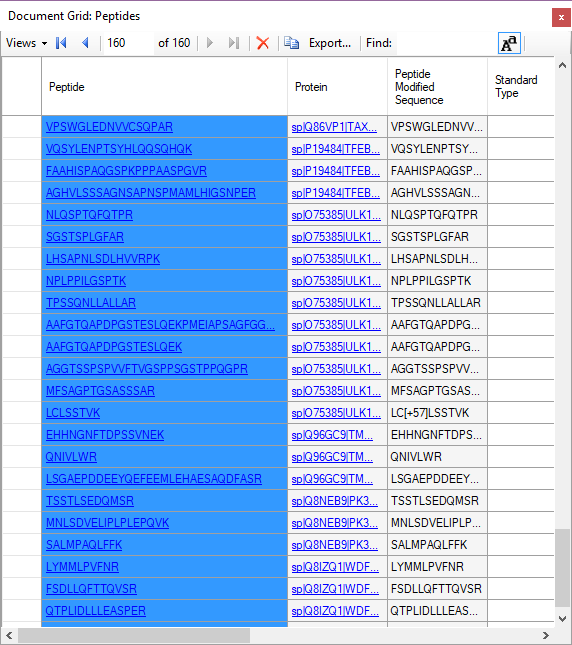 Document Grid: Peptides
Views 160 of 160 Export... Find: Aa
Peptide Protein Peptide Modified Sequence Standard Type
VPSWGLEDNVVCSQPAR sp|Q86VP1|TAX... VPSWGLEDNVV...
VQSYLENPTSYHLQQSQHQK sp|P19484|TFEB... VQSYLENPTSY...
FAAHISPAQGSPKPPPAASPGVR sp|P19484|TFEB... FAAHISPAQGSP...
AGHVLSSSAGNSAPNSPMAMLHIGSNPER sp|P19484|TFEB... AGHVLSSSAGN...
NLQSPTQFQTPR sp|O75385|ULK1... NLQSPTQFQTPR
SGSTSPLGFAR sp|O75385|ULK1... SGSTSPLGFAR
LHSAPNLSDLHVVRPK sp|O75385|ULK1... LHSAPNLSDLHV...
NPLPPILGSPTK sp|O75385|ULK1... NPLPPILGSPTK
TPSSQNLLALLAR sp|O75385|ULK1... TPSSQNLLALLAR
AAFGTQAPDPGSTESLQEKPMEIAPSAGFGG... sp|O75385|ULK1... AAFGTQAPDPG...
AAFGTQAPDPGSTESLQEK sp|O75385|ULK1... AAFGTQAPDPG...
AGGTSSPSPVVFTVGSPPSGSTPPQGPR sp|O75385|ULK1... AGGTSSPSPVV...
MFSAGPTGSASSSAR sp|O75385|ULK1... MFSAGPTGSAS...
LCLSSTVK sp|O75385|ULK1... LC[+57]LSSTVK
EHHNGNFTDPSSVNEK sp|Q96GC9|TM... EHHNGNFTDPS...
QNIVLWR sp|Q96GC9|TM... QNIVLWR
LSGAEPDDEEYQEFEEMLEHAESAQDFASR sp|Q96GC9|TM... LSGAEPDDEEY...
TSSTLSEDQMSR sp|Q8NEB9|PK3... TSSTLSEDQMSR
MNLSDVELIPLPLEPQVK sp|Q8NEB9|PK3... MNLSDVELIPLP...
SALMPAQLFFK sp|Q8NEB9|PK3... SALMPAQLFFK
LYMMLPVFNR sp|Q8IZQ1|WDF... LYMMLPVFNR
FSDLLQFTTQVSR sp|Q8IZQ1|WDF... FSDLLQFTTQVSR
QTPLIDLLLEASPER sp|Q8IZQ1|WDF... QTPLIDLLLEAS...